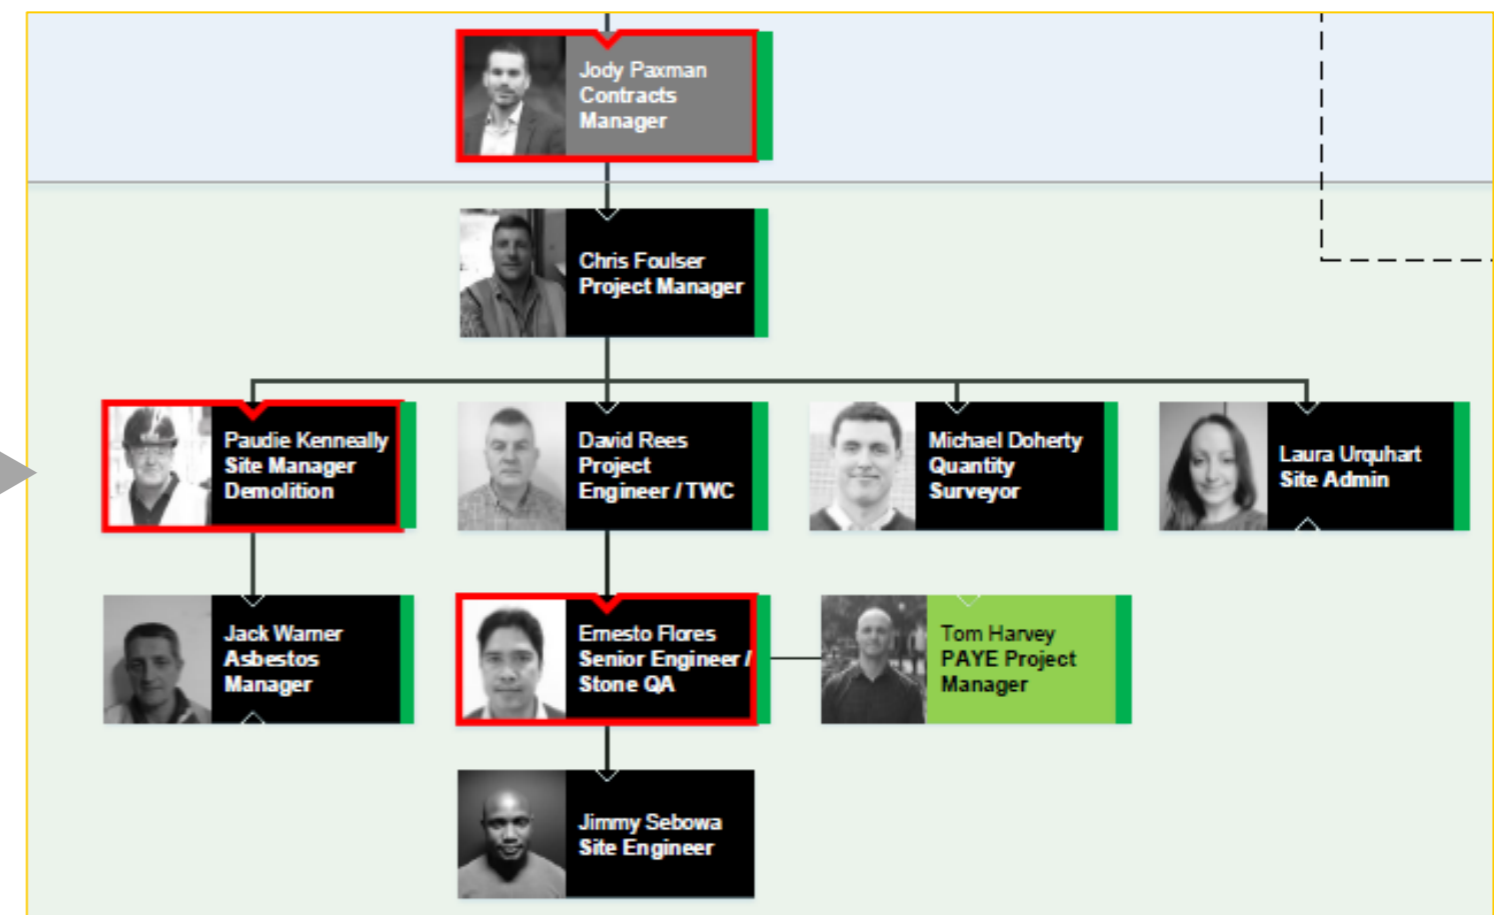 Jody Paxman
Contracts
Manager
Chris Foulser
Project Manager
Paudie Kenneally
Site Manager
Demolition
David Rees
Project
Engineer / TWC
Michael Doherty
Quantity
Surveyor
Laura Urquhart
Site Admin
Jack Warner
Asbestos
Manager
Ernesto Flores
Senior Engineer /
Stone QA
Tom Harvey
PAYE Project
Manager
Jimmy Sebowa
Site Engineer